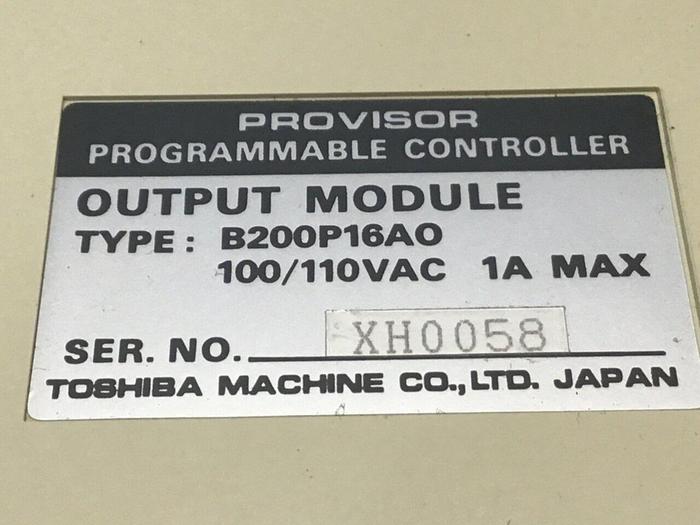 PROVISOR
PROGRAMMABLE CONTROLLER
OUTPUT MODULE
TYPE: B200P16AO
100/110VAC 1A MAX
SER. NO. XH0058
TOSHIBA MACHINE CO.,LTD. JAPAN